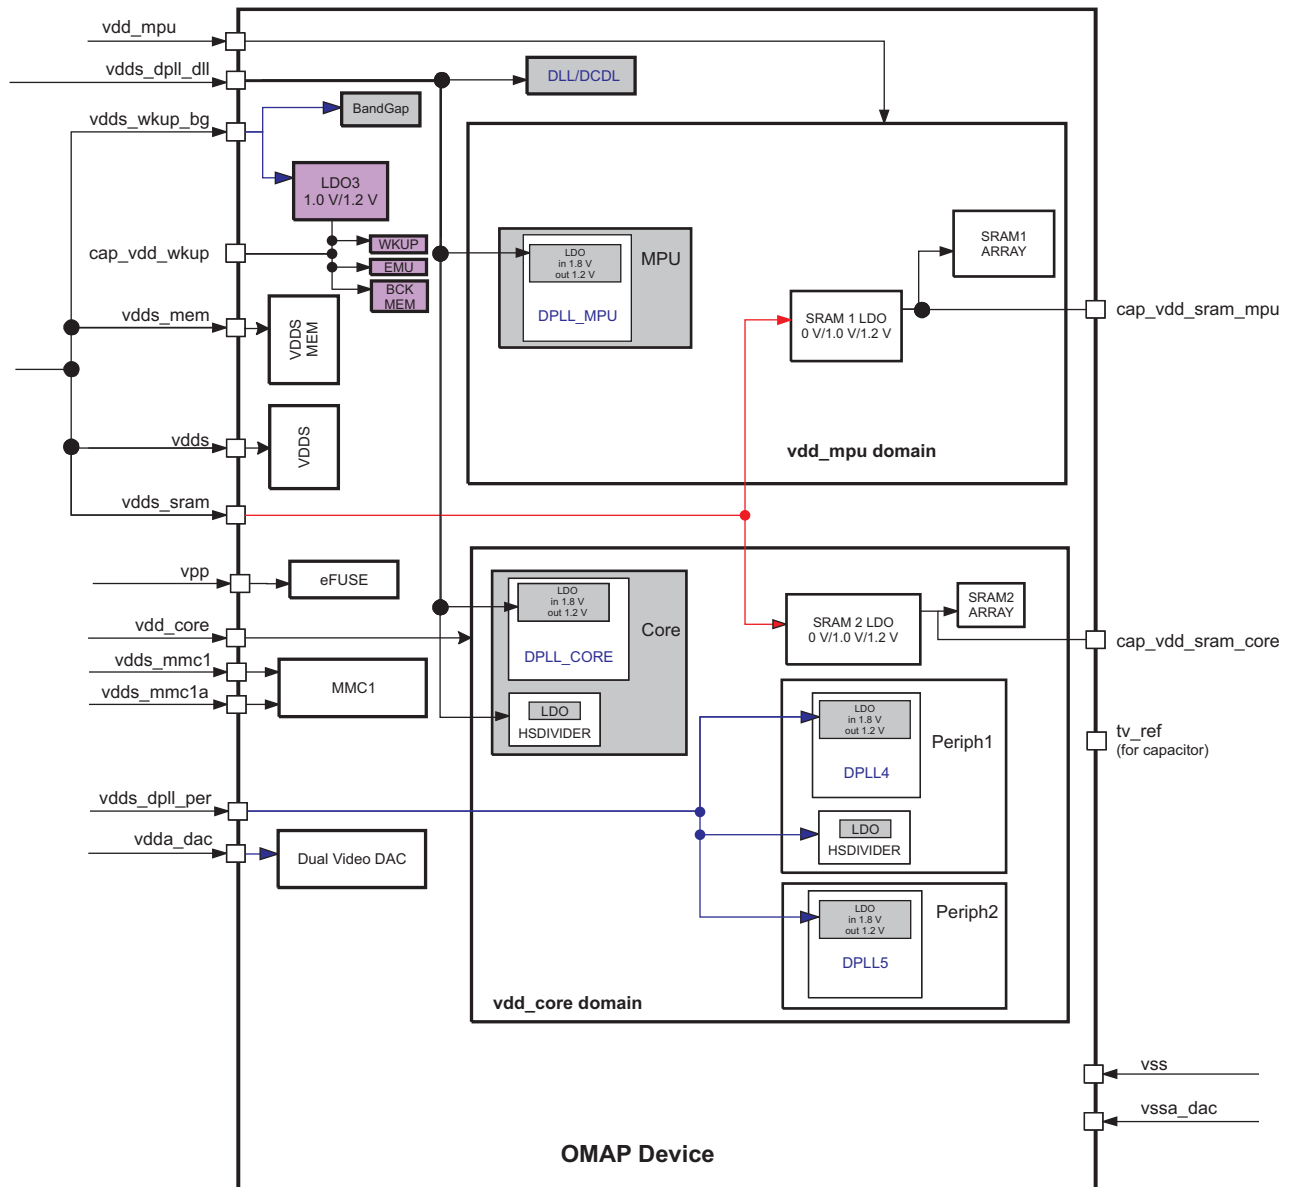 vdd_mpu
vdds_dpll_dll
DLL/DCDL
BandGap
vdds_wkup_bg
LDO3
1.0 V/1.2 V
cap_vdd_wkup
WKUP
EMU
BCK
MEM
LDO
in 1.8 V
out 1.2 V
MPU
DPLL_MPU
SRAM1
ARRAY
SRAM 1 LDO
0 V/1.0 V/1.2 V
cap_vdd_sram_mpu
vdds_mem
VDDS
MEM
vdds
VDDS
vdd_mpu domain
vdds_sram
vpp
eFUSE
LDO
in 1.8 V
out 1.2 V
Core
DPLL_CORE
LDO
HSDIVIDER
SRAM 2 LDO
0 V/1.0 V/1.2 V
SRAM2
ARRAY
cap_vdd_sram_core
vdd_core
vdds_mmc1
vdds_mmc1a
MMC1
LDO
in 1.8 V
out 1.2 V
Periph1
DPLL4
LDO
HSDIVIDER
tv_ref
(for capacitor)
vdds_dpll_per
vdda_dac
Dual Video DAC
LDO
in 1.8 V
out 1.2 V
Periph2
DPLL5
vdd_core domain
vss
vssa_dac
OMAP Device